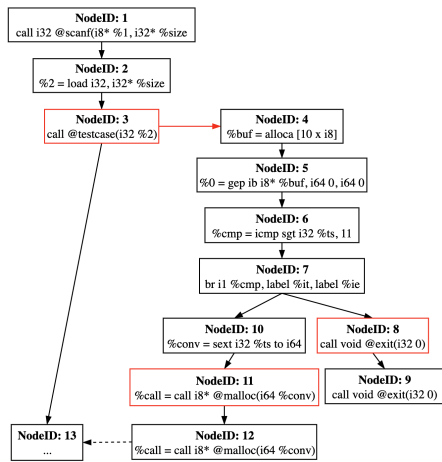 NodeID: 1
call i32 @scanf(i8* %1, i32* %size
NodeID: 2
%2 = load i32, i32* %size
NodeID: 3
call @testcase(i32 %2)
NodeID: 4
%buf = alloca [10 x i8]
NodeID: 5
%0 = gep ib i8* %buf, i64 0, i64 0
NodeID: 6
%cmp = icmp sgt i32 %ts, 11
NodeID: 7
br i1 %cmp, label %it, label %ie
NodeID: 10
%conv = sext i32 %ts to i64
NodeID: 8
call void @exit(i32 0)
NodeID: 11
%call = call i8* @malloc(i64 %conv)
NodeID: 9
call void @exit(i32 0)
NodeID: 13
...
NodeID: 12
%call = call i8* @malloc(i64 %conv)